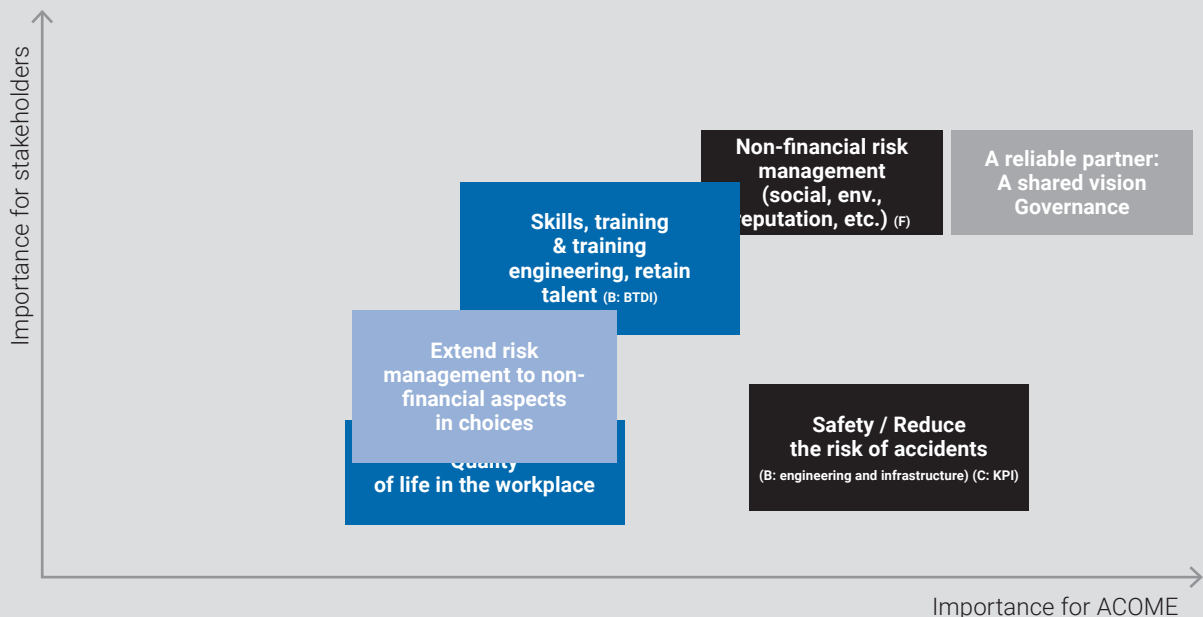 Importance for stakeholders
Non-financial risk
management
(social, env.,
reputation, etc.) (F)
A reliable partner:
A shared vision
Governance
Skills, training
& training
engineering, retain
talent (B: BTDI)
Extend risk
management to non-
financial aspects
in choices
Quality
of life in the workplace
Safety / Reduce
the risk of accidents
(B: engineering and infrastructure) (C: KPI)
Importance for ACOME